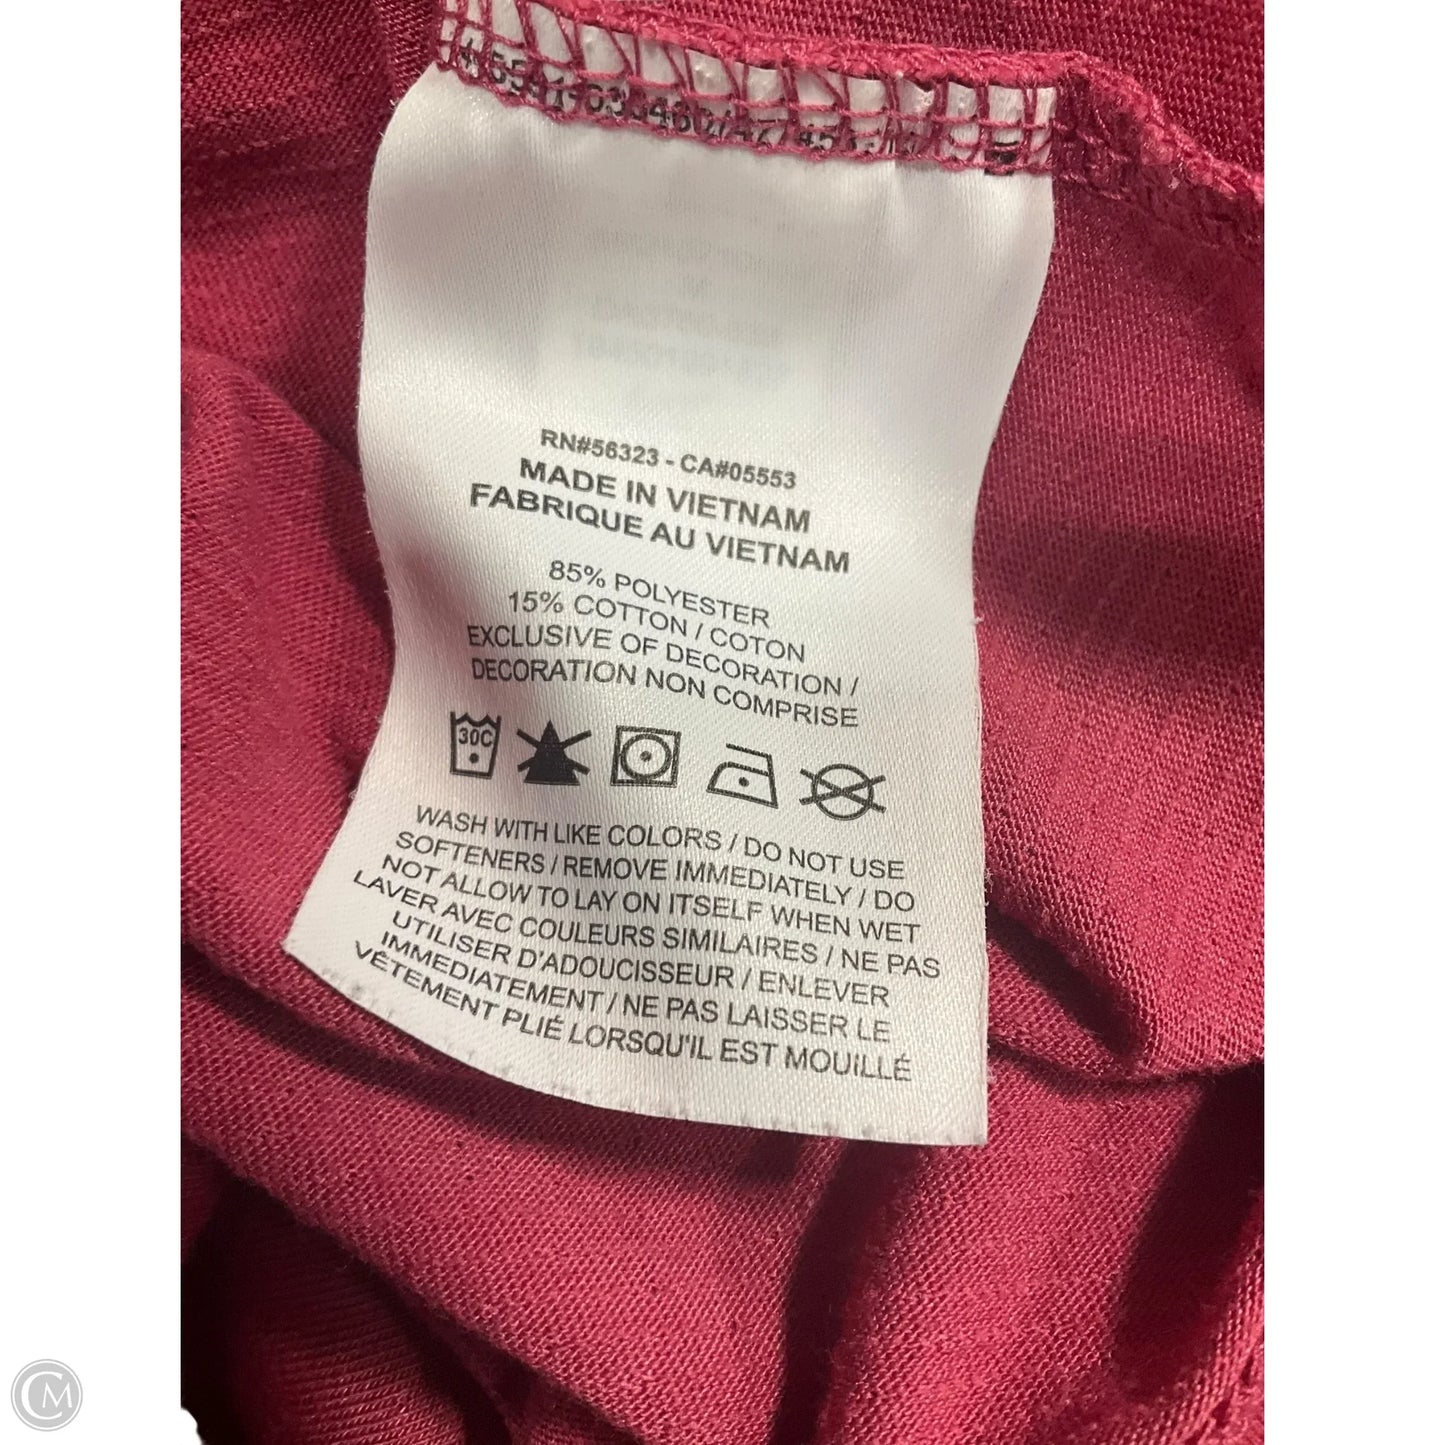 RN#56323 - CA#05553
MADE IN VIETNAM
FABRIQUE AU VIETNAM
85% POLYESTER
15% COTTON / COTON
EXCLUSIVE OF DECORATION /
DECORATION NON COMPRISE
30C
WASH WITH LIKE COLORS / DO NOT USE
SOFTENERS / REMOVE IMMEDIATELY / DO
NOT ALLOW TO LAY ON ITSELF WHEN WET
LAVER AVEC COULEURS SIMILAIRES / NE PAS
UTILISER D'ADOUCISSEUR / ENLEVER
IMMEDIATEMENT / NE PAS LAISSER LE
VÊTEMENT PLIÉ LORSQU'IL EST MOUILLÉ
CM